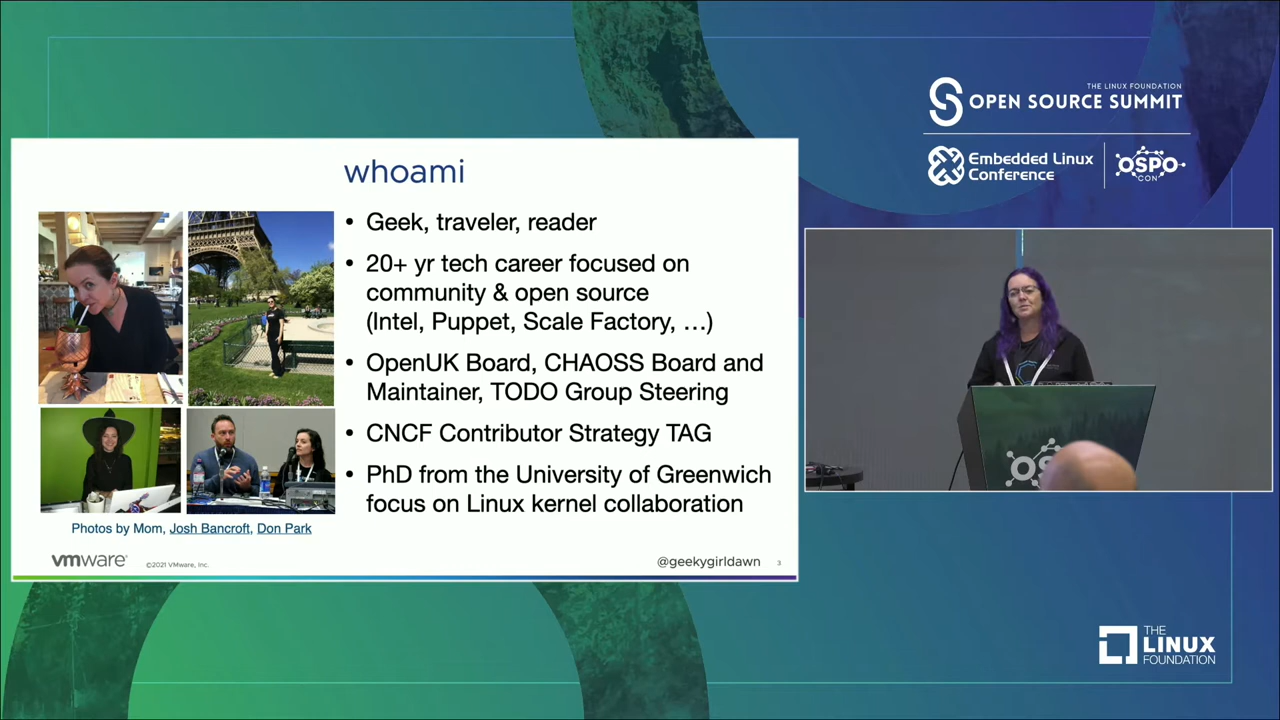 THE LINUX FOUNDATION
OPEN SOURCE SUMMIT
Embedded Linux
Conference
OSPO
CON
whoami
• Geek, traveler, reader
• 20+ yr tech career focused on
community & open source
(Intel, Puppet, Scale Factory, …)
• OpenUK Board, CHAOSS Board and
Maintainer, TODO Group Steering
• CNCF Contributor Strategy TAG
• PhD from the University of Greenwich
focus on Linux kernel collaboration
Photos by Mom, Josh Bancroft, Don Park
vmware
©2021 VMware, Inc.
@geekygirldawn
3
THE
LINUX
FOUNDATION